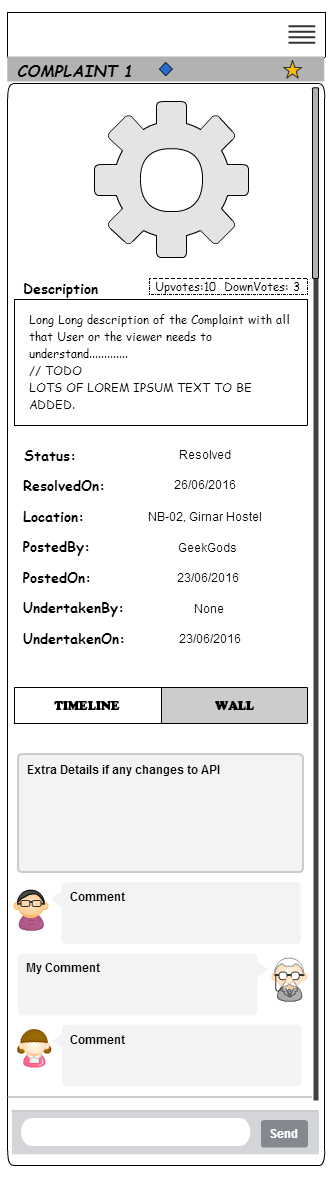 COMPLAINT 1
Description
Upvotes:10 DownVotes: 3
Long Long description of the Complaint with all
that User or the viewer needs to
understand.............
// TODO
LOTS OF LOREM IPSUM TEXT TO BE
ADDED.
Status: Resolved
ResolvedOn: 26/06/2016
Location: NB-02, Girnar Hostel
PostedBy: GeekGods
PostedOn: 23/06/2016
UndertakenBy: None
UndertakenOn: 23/06/2016
TIMELINE WALL
Extra Details if any changes to API
Comment
My Comment
Comment
Send